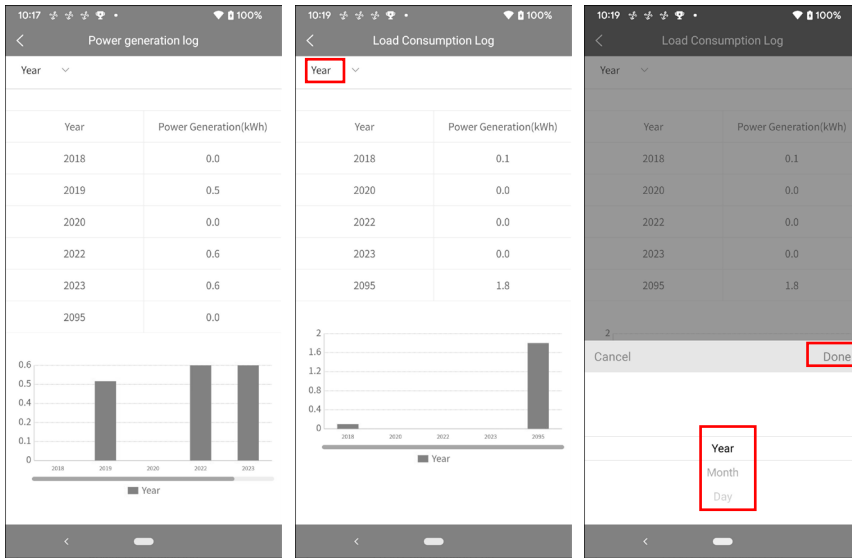 10:17 100%
Power generation log
Year
Year Power Generation(kWh)
2018 0.0
2019 0.5
2020 0.0
2022 0.6
2023 0.6
2095 0.0
0.6
0.5
0.4
0.2
0.1
0
2018 2019 2020 2022 2023
Year
10:19 100%
Load Consumption Log
Year
Year Power Generation(kWh)
2018 0.1
2020 0.0
2022 0.0
2023 0.0
2095 1.8
2
1.6
1.2
0.8
0.4
0
2018 2020 2022 2023 2095
Year
10:19 100%
Load Consumption Log
Year
Year Power Generation(kWh)
2018 0.1
2020 0.0
2022 0.0
2023 0.0
2095 1.8
2
Cancel Done
Year
Month
Day